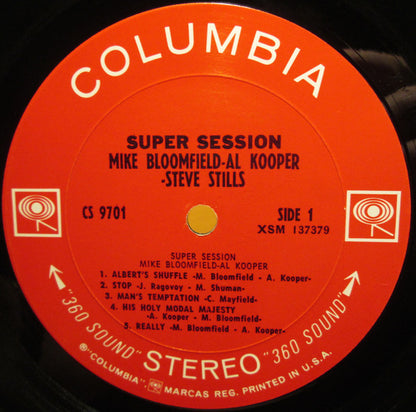 COLUMBIA
SUPER SESSION
MIKE BLOOMFIELD-AL KOOPER
-STEVE STILLS
CS 9701
SIDE 1
XSM 137379
SUPER SESSION
MIKE BLOOMFIELD-AL KOOPER
1. ALBERT'S SHUFFLE -M. Bloomfield - A. Kooper-
2. STOP -J. Ragovoy - M. Shuman-
3. MAN'S TEMPTATION -C. Mayfield-
4. HIS HOLY MODAL MAJESTY
-A. Kooper - M. Bloomfield-
5. REALLY -M. Bloomfield - A. Kooper-
"360 SOUND" STEREO "360 SOUND"
℗"COLUMBIA", MARCAS REG. PRINTED IN U.S.A.